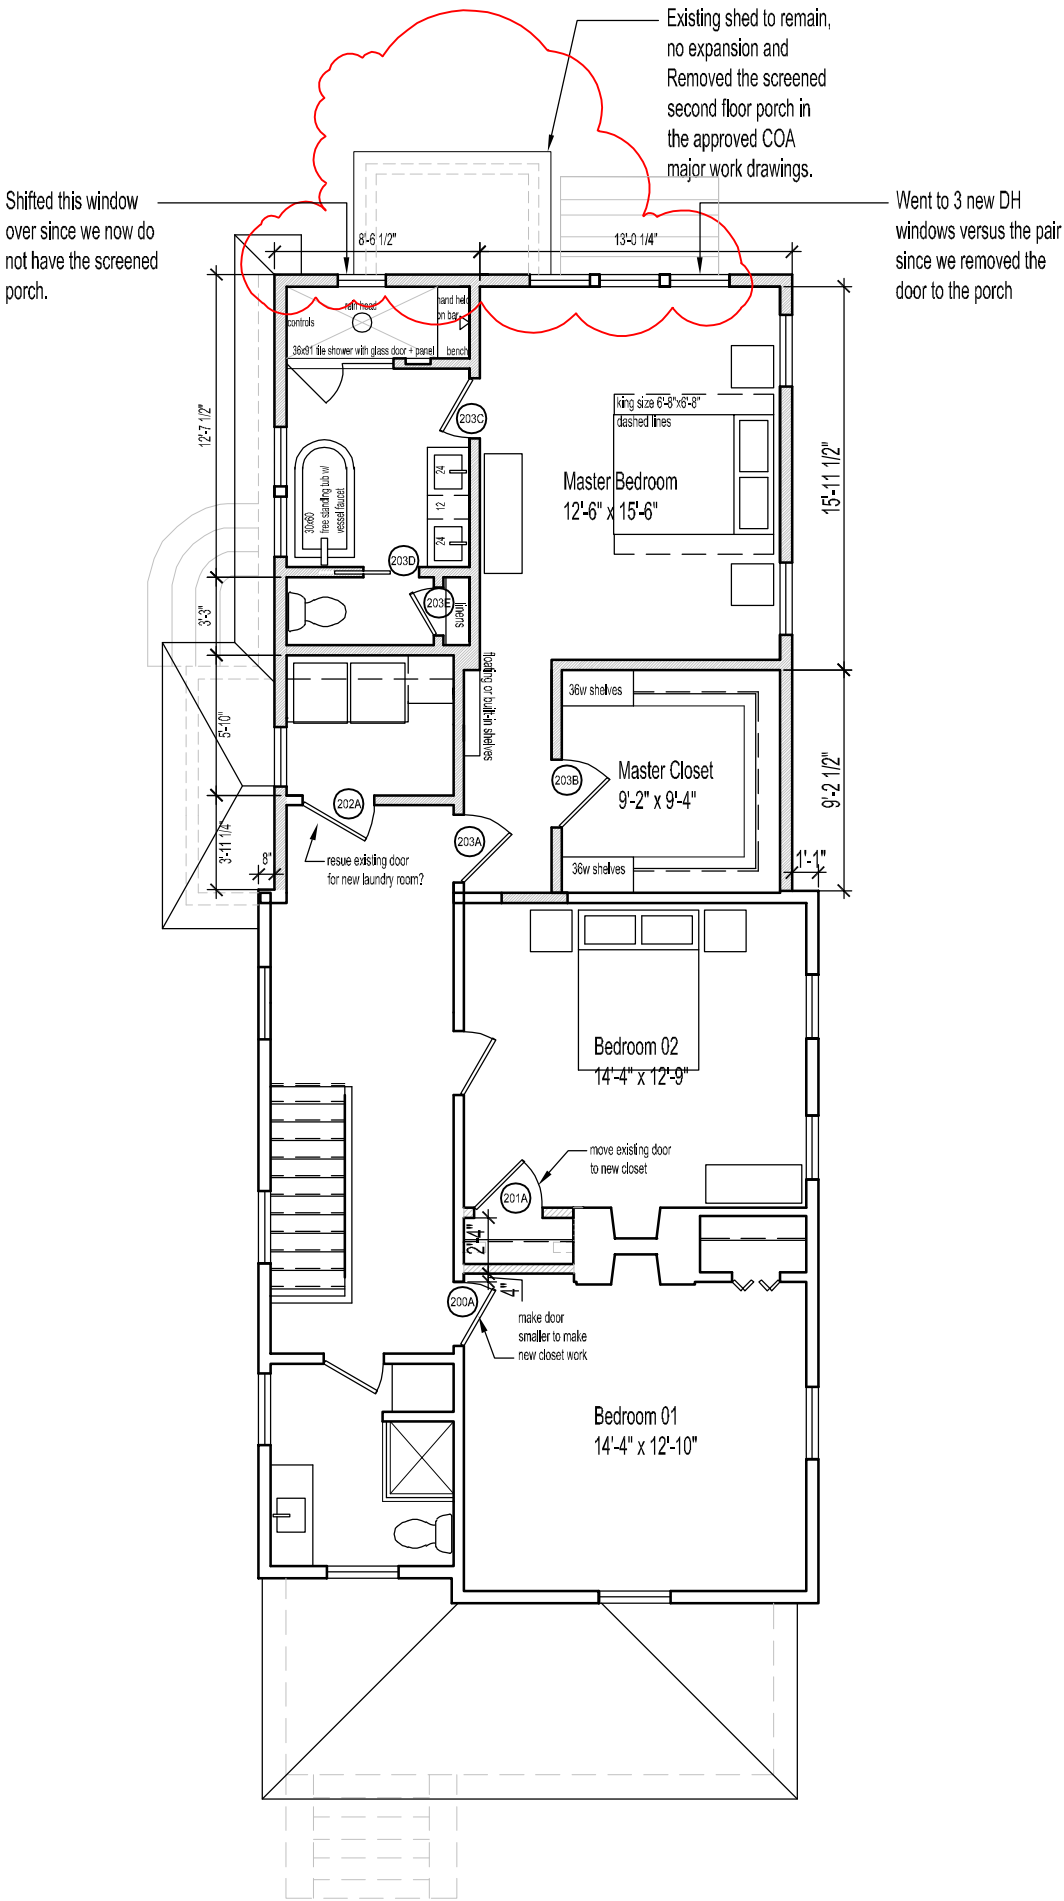 Existing shed to remain,
no expansion and
Removed the screened
second floor porch in
the approved COA
major work drawings.
Shifted this window
over since we now do
not have the screened
porch.
Went to 3 new DH
windows versus the pair
since we removed the
door to the porch
8'-6 1/2"
13'-0 1/4"
rain head
hand held
on bar
controls
36x91 tile shower with glass door + panel
bench
12'-7 1/2"
203C
king size 6'-8"x6'-8"
dashed lines
Master Bedroom
12'-6" x 15'-6"
15'-11 1/2"
30x60
free standing tub w/
vessel faucet
24
12
24
203D
203E
linens
3'-3"
floating or built-in shelves
5'-10"
36w shelves
Master Closet
9'-2" x 9'-4"
203B
9'-2 1/2"
202A
203A
3'-11 1/4"
8"
resue existing door
for new laundry room?
36w shelves
1'-1"
Bedroom 02
14'-4" x 12'-9"
move existing door
to new closet
201A
2'-4"
4"
200A
make door
smaller to make
new closet work
Bedroom 01
14'-4" x 12'-10"